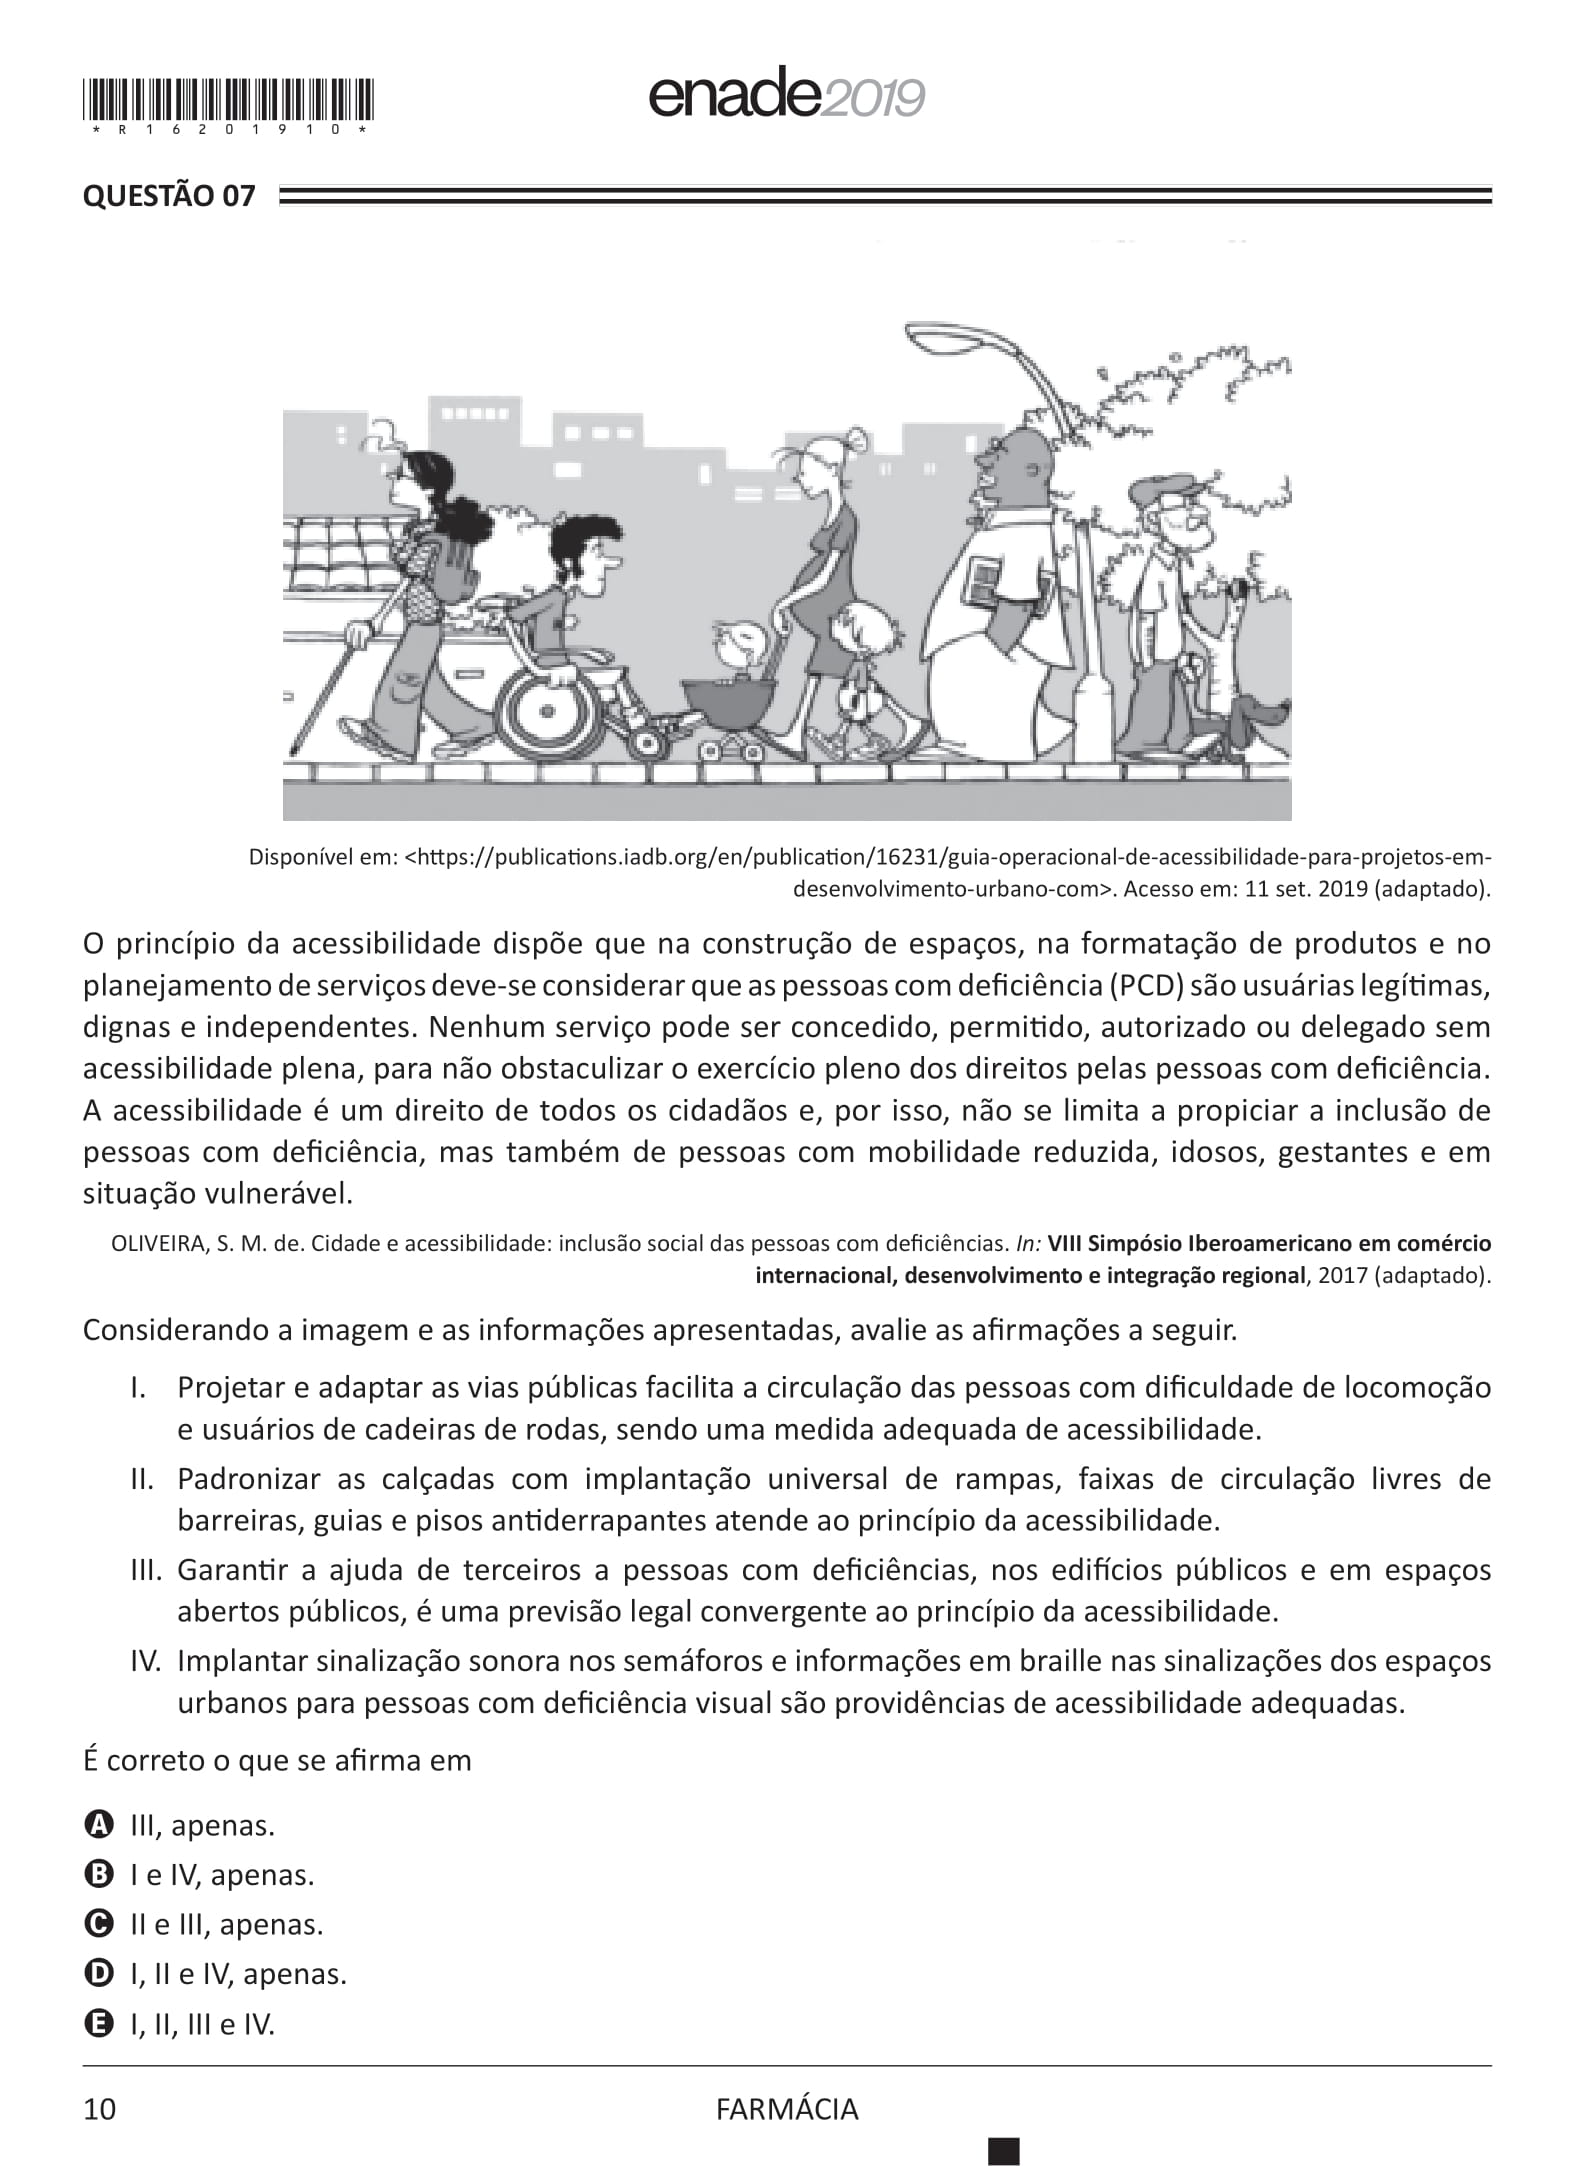 enade2019
*R16201910*
QUESTÃO 07
Disponível em: <https://publications.iadb.org/en/publication/16231/guia-operacional-de-acessibilidade-para-projetos-em-
desenvolvimento-urbano-com>. Acesso em: 11 set. 2019 (adaptado).
O princípio da acessibilidade dispõe que na construção de espaços, na formatação de produtos e no
planejamento de serviços deve-se considerar que as pessoas com deficiência (PCD) são usuárias legítimas,
dignas e independentes. Nenhum serviço pode ser concedido, permitido, autorizado ou delegado sem
acessibilidade plena, para não obstaculizar o exercício pleno dos direitos pelas pessoas com deficiência.
A acessibilidade é um direito de todos os cidadãos e, por isso, não se limita a propiciar a inclusão de
pessoas com deficiência, mas também de pessoas com mobilidade reduzida, idosos, gestantes e em
situação vulnerável.
OLIVEIRA, S. M. de. Cidade e acessibilidade: inclusão social das pessoas com deficiências. In: VIII Simpósio Iberoamericano em comércio
internacional, desenvolvimento e integração regional, 2017 (adaptado).
Considerando a imagem e as informações apresentadas, avalie as afirmações a seguir.
I. Projetar e adaptar as vias públicas facilita a circulação das pessoas com dificuldade de locomoção
e usuários de cadeiras de rodas, sendo uma medida adequada de acessibilidade.
II. Padronizar as calçadas com implantação universal de rampas, faixas de circulação livres de
barreiras, guias e pisos antiderrapantes atende ao princípio da acessibilidade.
III. Garantir a ajuda de terceiros a pessoas com deficiências, nos edifícios públicos e em espaços
abertos públicos, é uma previsão legal convergente ao princípio da acessibilidade.
IV. Implantar sinalização sonora nos semáforos e informações em braille nas sinalizações dos espaços
urbanos para pessoas com deficiência visual são providências de acessibilidade adequadas.
É correto o que se afirma em
A III, apenas.
B I e IV, apenas.
C II e III, apenas.
D I, II e IV, apenas.
E I, II, III e IV.
10
FARMÁCIA